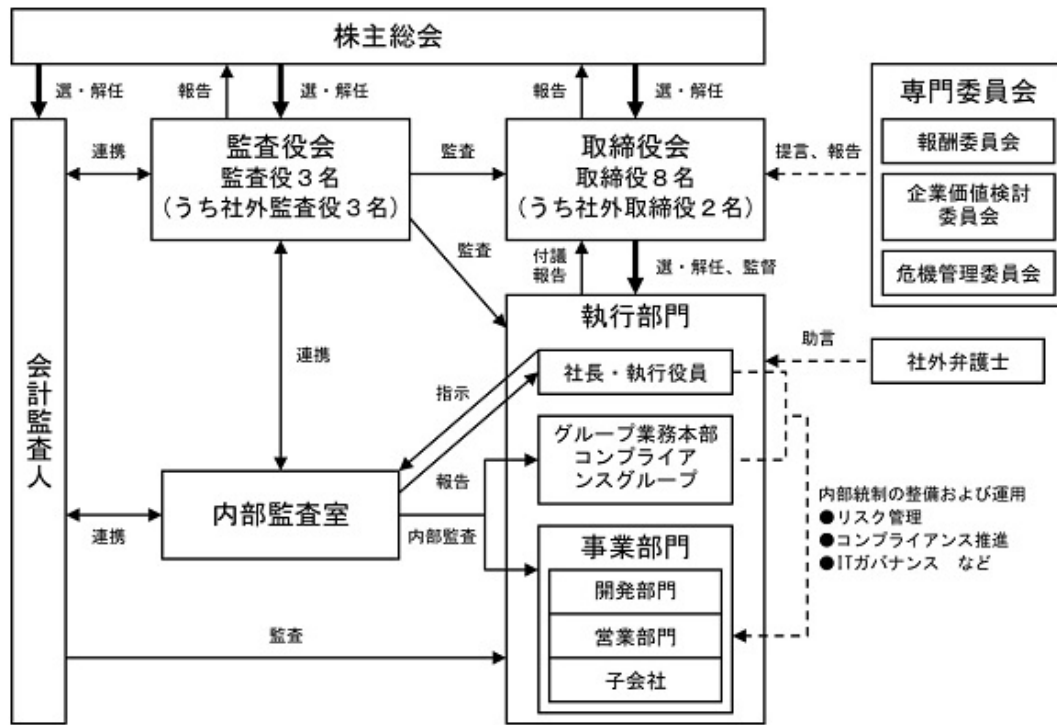 株主総会
選・解任
報告
選・解任
報告
選・解任
専門委員会
報酬委員会
企業価値検討
委員会
危機管理委員会
連携
監査役会
監査役3名
(うち社外監査役3名)
監査
取締役会
取締役8名
(うち社外取締役2名)
提言、報告
監査
付議
報告
選・解任、監督
会計監査人
連携
執行部門
社長・執行役員
助言
社外弁護士
指示
報告
グループ業務本部
コンプライア
ンスグループ
内部監査室
連携
内部監査
内部統制の整備および運用
●リスク管理
●コンプライアンス推進
●ITガバナンス など
事業部門
開発部門
営業部門
子会社
監査